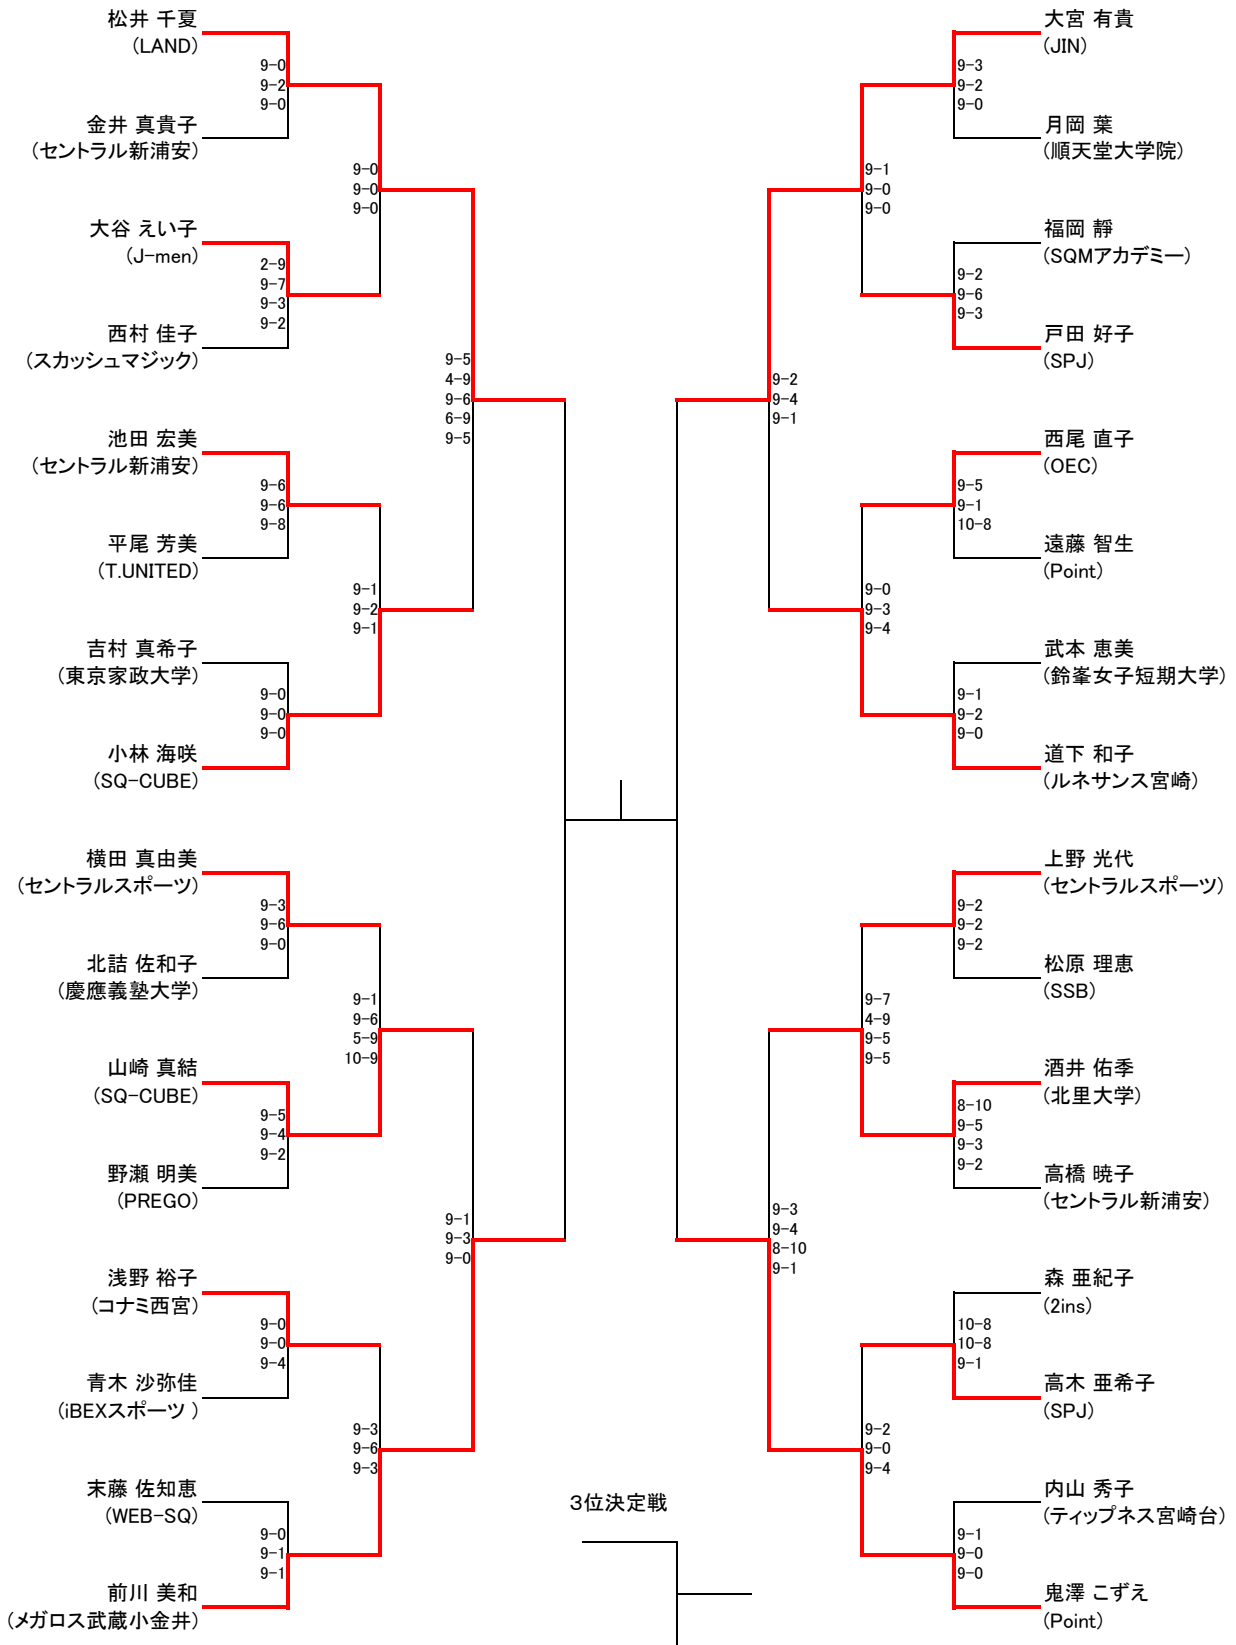 松井 千夏
(LAND)
9-0
9-2
9-0
金井 真貴子
(セントラル新浦安)
9-0
9-0
9-0
大谷 えい子
(J-men)
2-9
9-7
9-3
9-2
西村 佳子
(スカッシュマジック)
9-5
4-9
9-6
6-9
9-5
池田 宏美
(セントラル新浦安)
9-6
9-6
9-8
平尾 芳美
(T.UNITED)
9-1
9-2
9-1
吉村 真希子
(東京家政大学)
9-0
9-0
9-0
小林 海咲
(SQ-CUBE)
横田 真由美
(セントラルスポーツ)
9-3
9-6
9-0
北詰 佐和子
(慶應義塾大学)
9-1
9-6
5-9
10-9
山崎 真結
(SQ-CUBE)
9-5
9-4
9-2
野瀬 明美
(PREGO)
9-1
9-3
9-0
浅野 裕子
(コナミ西宮)
9-0
9-0
9-4
青木 沙弥佳
(iBEXスポーツ )
9-3
9-6
9-3
末藤 佐知恵
(WEB-SQ)
9-0
9-1
9-1
前川 美和
(メガロス武蔵小金井)
大宮 有貴
(JIN)
9-3
9-2
9-0
月岡 葉
(順天堂大学院)
9-1
9-0
9-0
福岡 靜
(SQMアカデミー)
9-2
9-6
9-3
戸田 好子
(SPJ)
9-2
9-4
9-1
西尾 直子
(OEC)
9-5
9-1
10-8
遠藤 智生
(Point)
9-0
9-3
9-4
武本 恵美
(鈴峯女子短期大学)
9-1
9-2
9-0
道下 和子
(ルネサンス宮崎)
上野 光代
(セントラルスポーツ)
9-2
9-2
9-2
松原 理恵
(SSB)
9-7
4-9
9-5
9-5
酒井 佑季
(北里大学)
8-10
9-5
9-3
9-2
高橋 暁子
(セントラル新浦安)
9-3
9-4
8-10
9-1
森 亜紀子
(2ins)
10-8
10-8
9-1
高木 亜希子
(SPJ)
9-2
9-0
9-4
内山 秀子
(ティップネス宮崎台)
9-1
9-0
9-0
鬼澤 こずえ
(Point)
3位決定戦